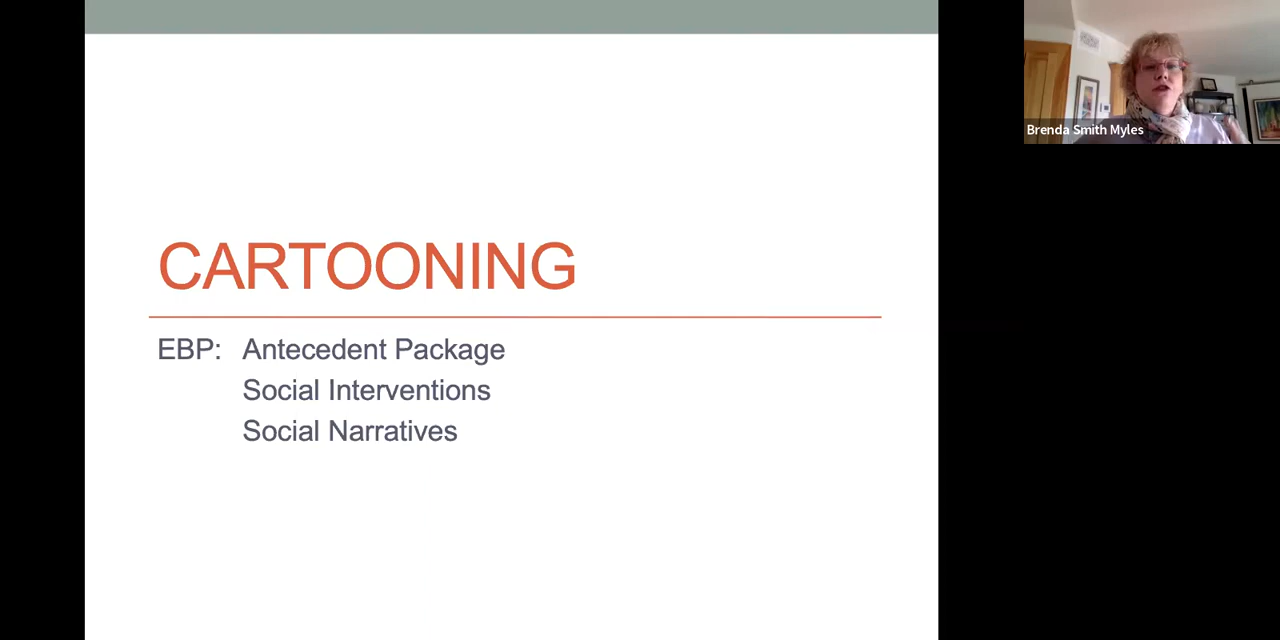 Brenda Smith Myles
CARTOONING
EBP: Antecedent Package
Social Interventions
Social Narratives